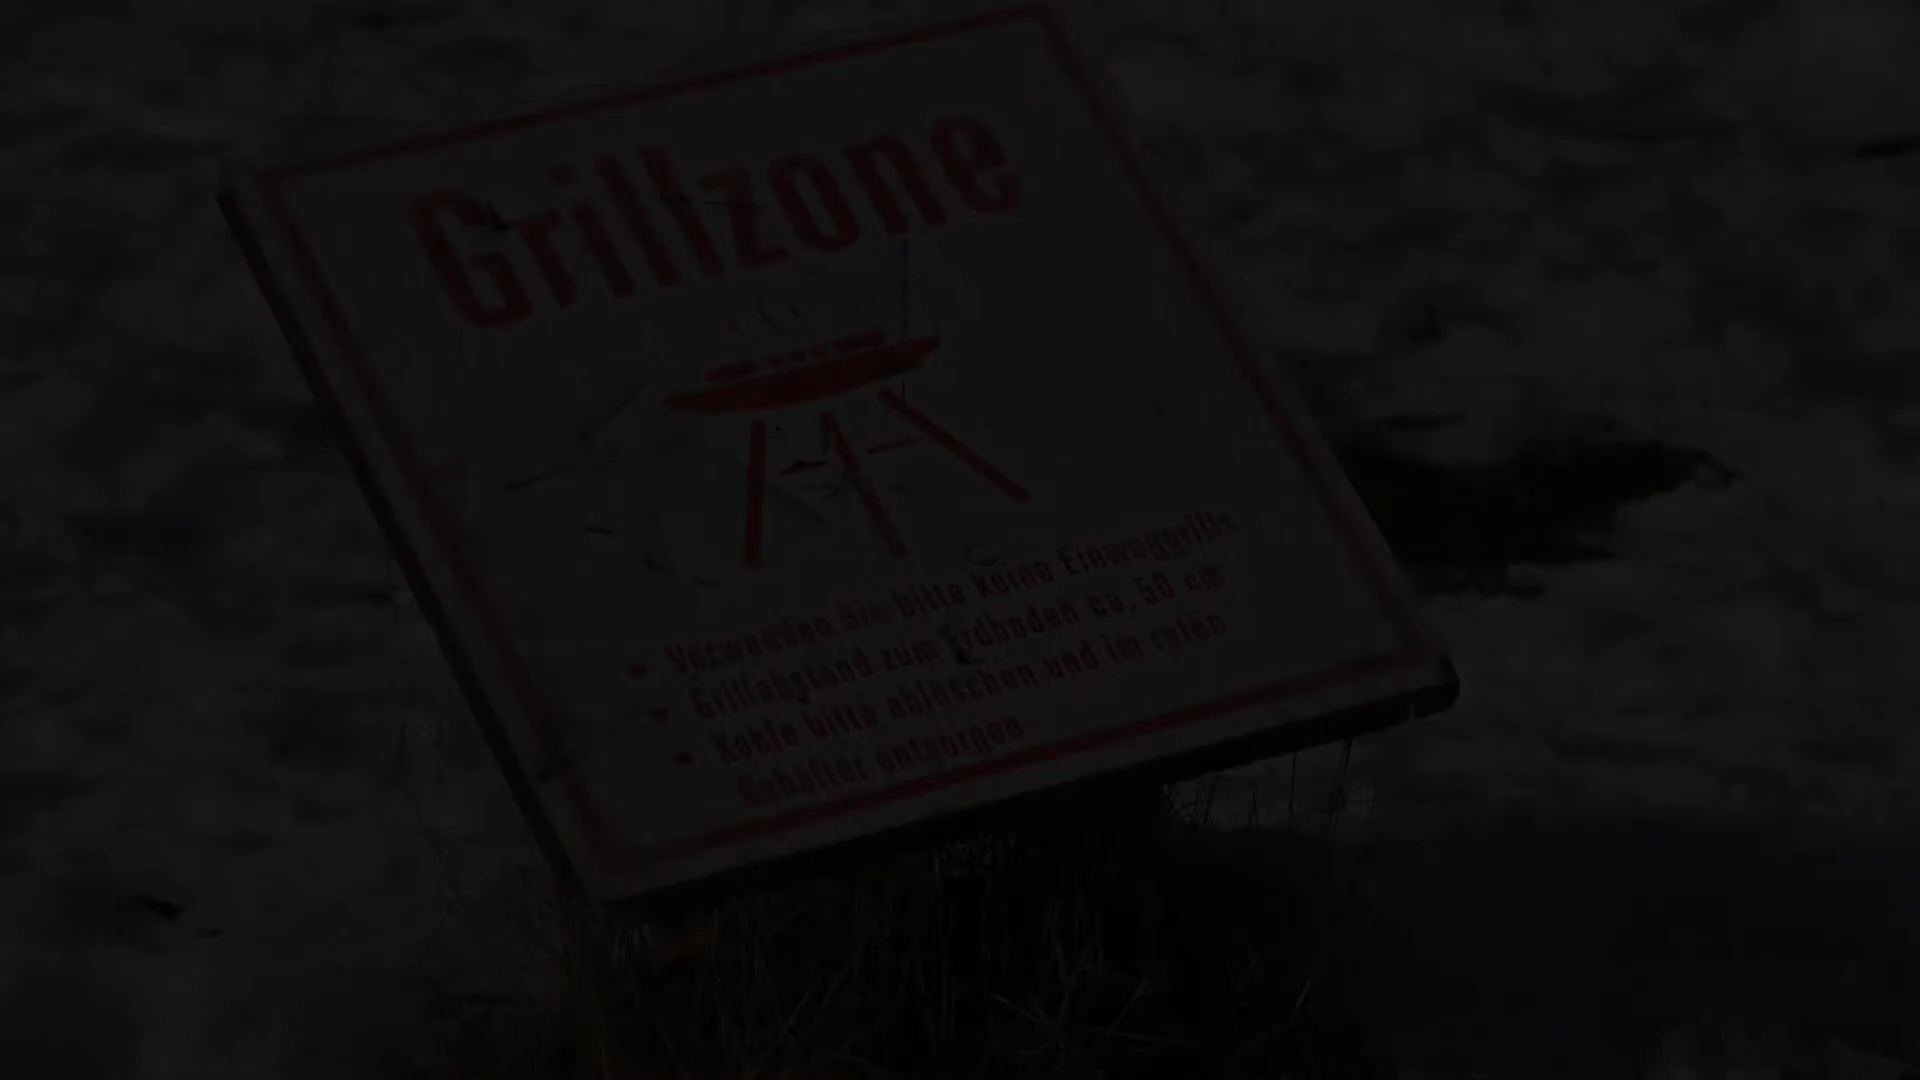 Grillzone
• Verwenden Sie bitte keine Einweggrills
• Grillabstand zum Erdboden ca. 50 cm
• Kohle bitte ablöschen und im roten
Behälter entsorgen